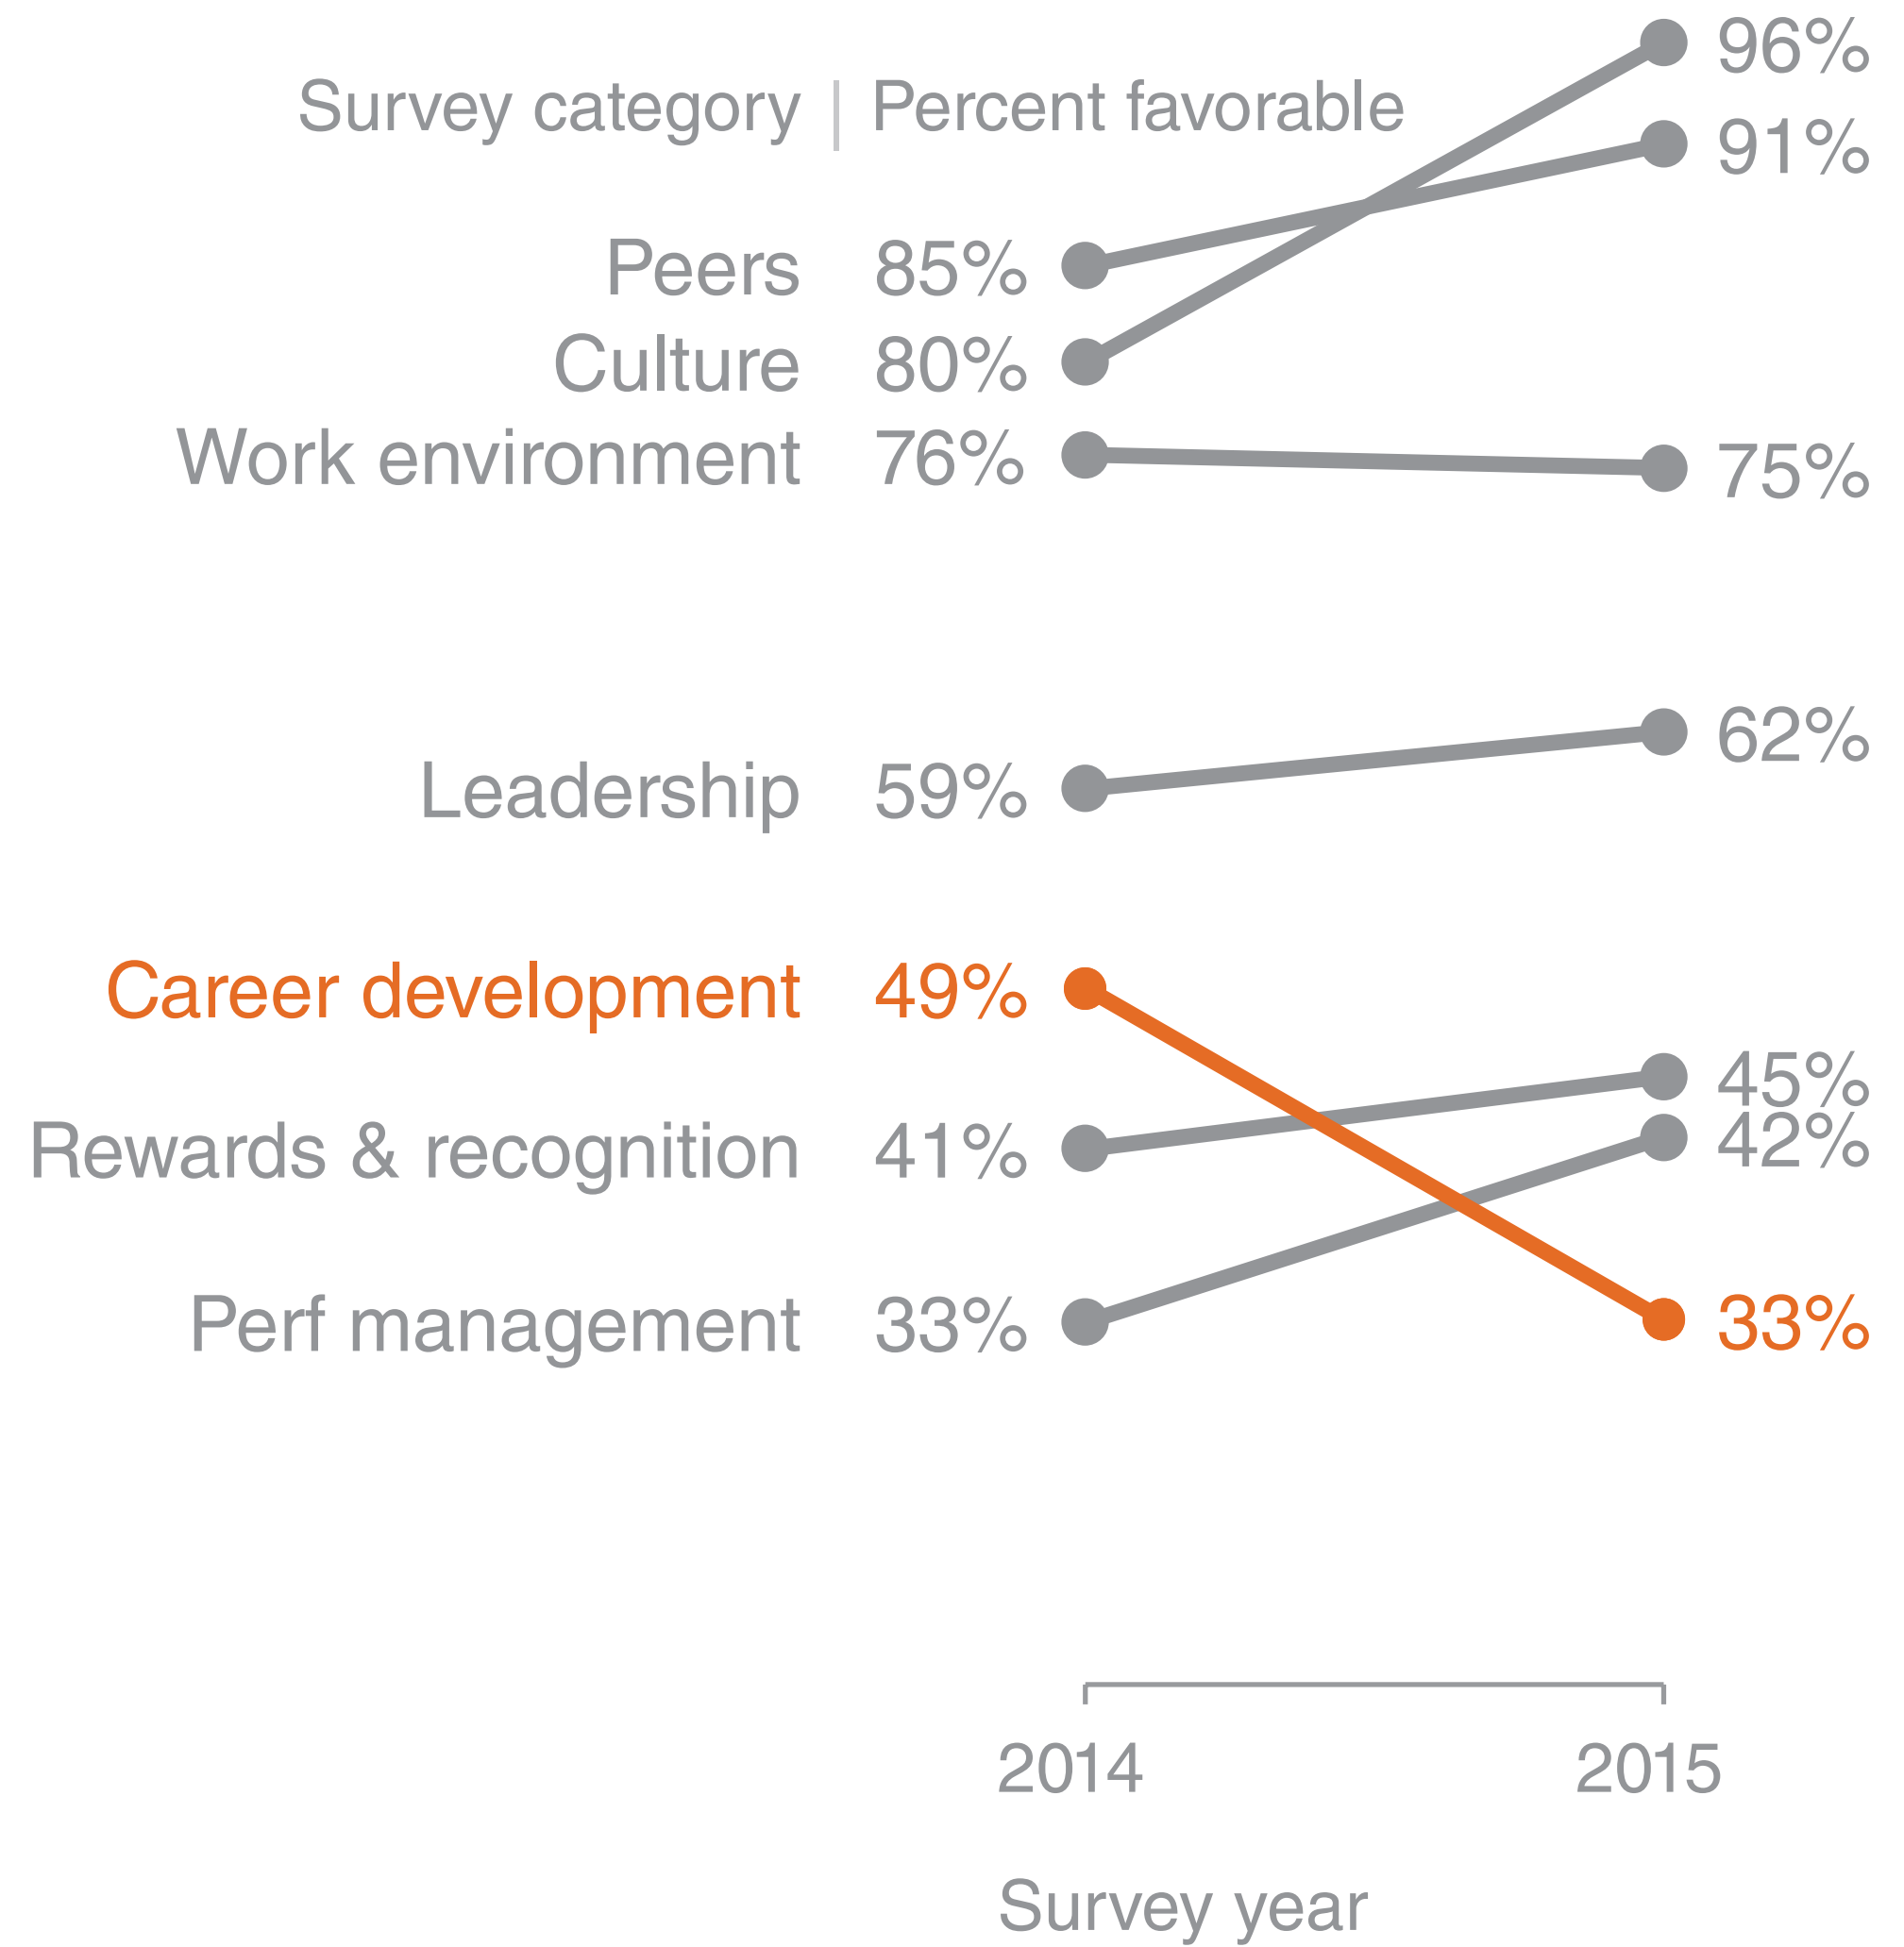 96%
Survey category | Percent favorable
91%
Peers 85%
Culture 80%
Work environment 76%
75%
62%
Leadership 59%
Career development 49%
45%
Rewards & recognition 41%
42%
Perf management 33%
33%
2014 2015
Survey year